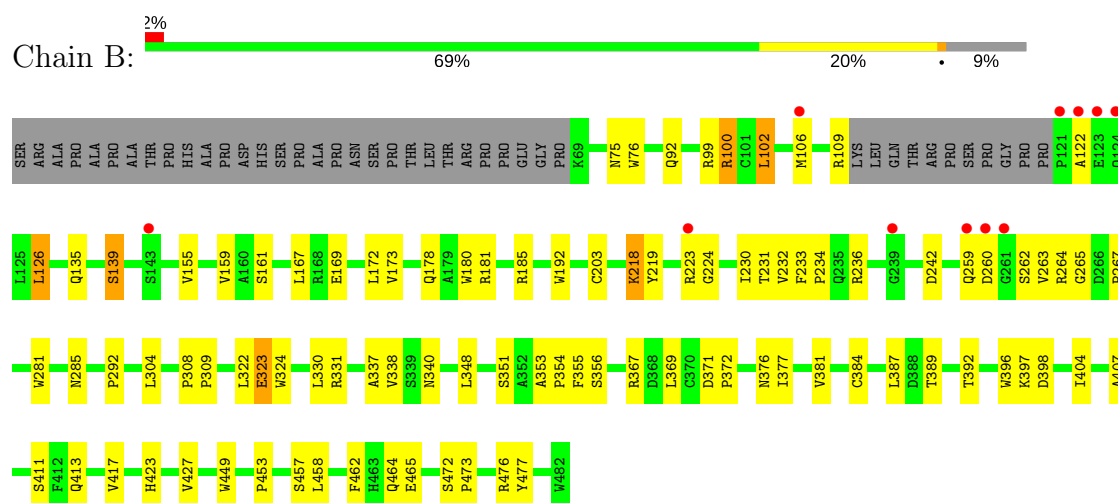 2%
Chain B:
69% 20% • 9%
SER ARG ALA PRO ALA PRO ALA THR PRO HIS ALA PRO ASP HIS SER PRO ALA PRO ASN SER PRO THR LEU THR ARG PRO PRO GLU GLY PRO K69 N75 W76 Q92 R99 R100 C101 L102 M106 R109 LYS LEU GLN THR ARG PRO SER PRO GLY PRO PRO P121 A122 E123
L125 L126 Q135 S139 S143 V155 V159 A160 S161 L167 R168 E169 L172 V173 Q178 A179 W180 R181 R185 W192 C203 K218 Y219 R223 G224 I230 T231 V232 F233 P234 Q235 R236 G239 D242 Q259 D260 G261 S262 V263 R264 G265 D266
W281 N285 P292 L304 P308 P309 L322 E323 W324 L330 R331 A337 V338 S339 N340 L348 S351 A352 A353 P354 F355 S356 R367 D368 L369 C370 D371 P372 N376 I377 V381 C384 L387 D388 T389 T392 W396 K397 D398 I404
S411 F412 Q413 V417 H423 V427 W449 P453 S457 L458 F462 H463 Q464 E465 S472 P473 R476 Y477 W482